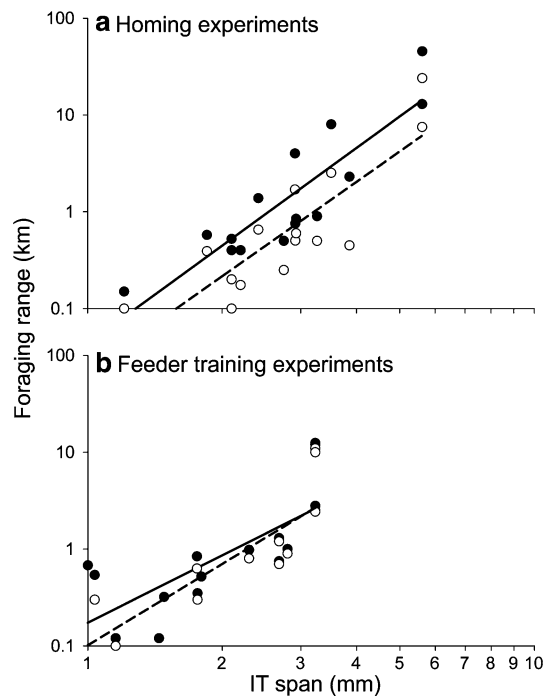 a Homing experiments
100
10
1
0.1
Foraging range (km)
b Feeder training experiments
100
10
1
0.1
1 2 3 4 5 6 7 8 9 10
IT span (mm)